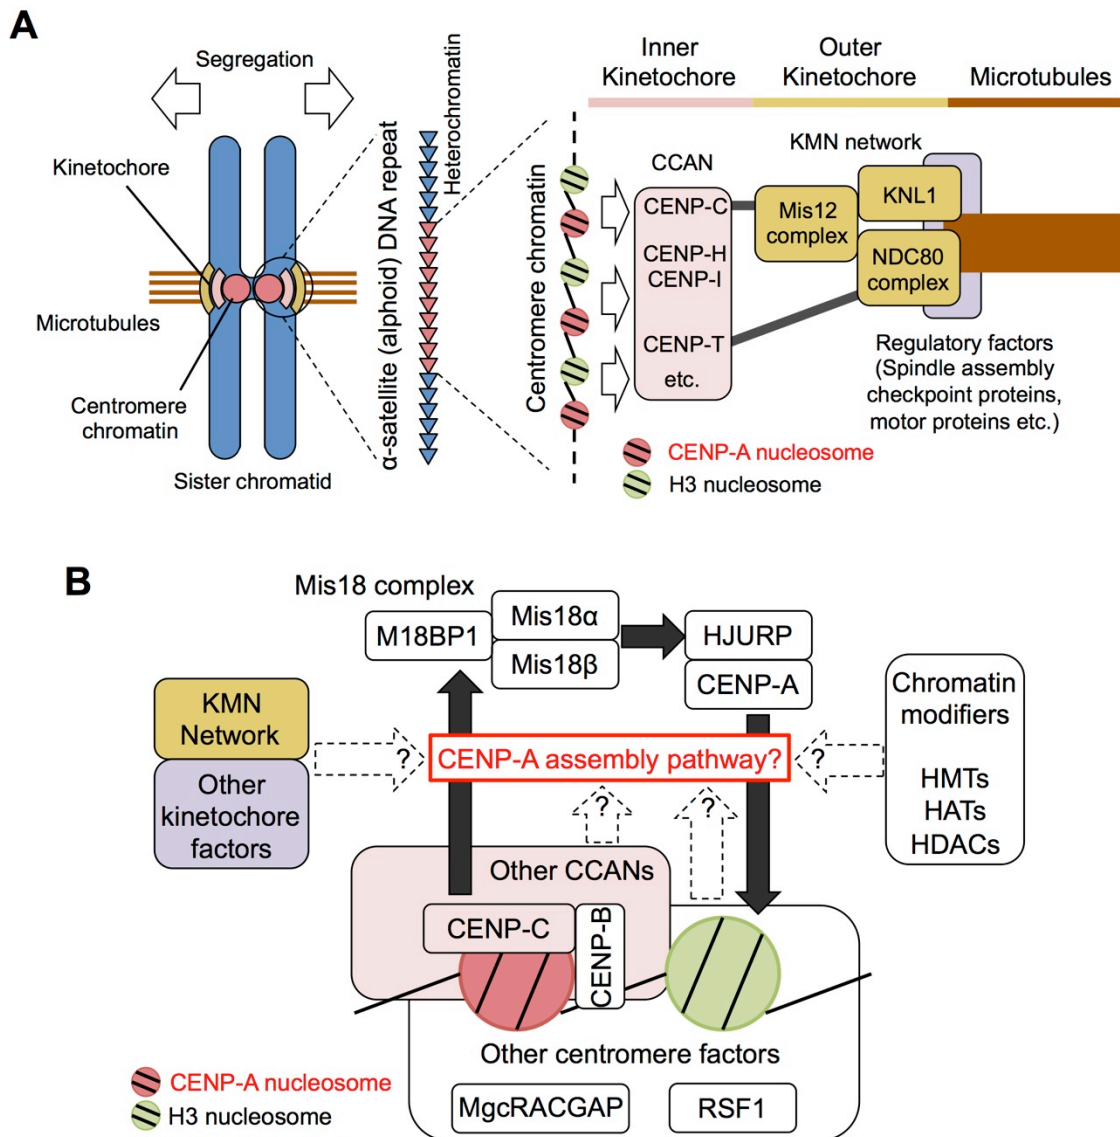 A
Segregation
Kinetochore
Microtubules
Centromere
chromatin
Sister chromatid
α-satellite (alphoid) DNA repeat
Heterochromatin
Inner
Kinetochore
Outer
Kinetochore
Microtubules
Centromere chromatin
CCAN
CENP-C
CENP-H
CENP-I
CENP-T
etc.
KMN network
Mis12
complex
KNL1
NDC80
complex
Regulatory factors
(Spindle assembly
checkpoint proteins,
motor proteins etc.)
CENP-A nucleosome
H3 nucleosome
B
Mis18 complex
M18BP1
Mis18α
Mis18β
HJURP
CENP-A
KMN
Network
Other
kinetochore
factors
?
CENP-A assembly pathway?
?
Chromatin
modifiers
HMTs
HATs
HDACs
?
?
Other CCANs
CENP-C
CENP-B
Other centromere factors
MgcRACGAP
RSF1
CENP-A nucleosome
H3 nucleosome